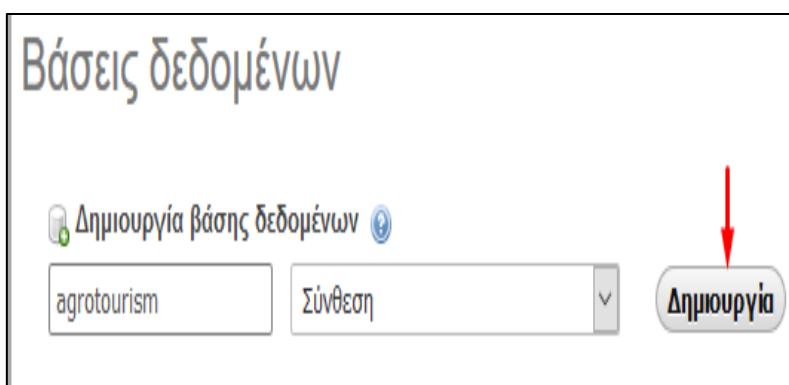 Βάσεις δεδομένων
Δημιουργία βάσης δεδομένων
agrotourism Σύνθεση Δημιουργία